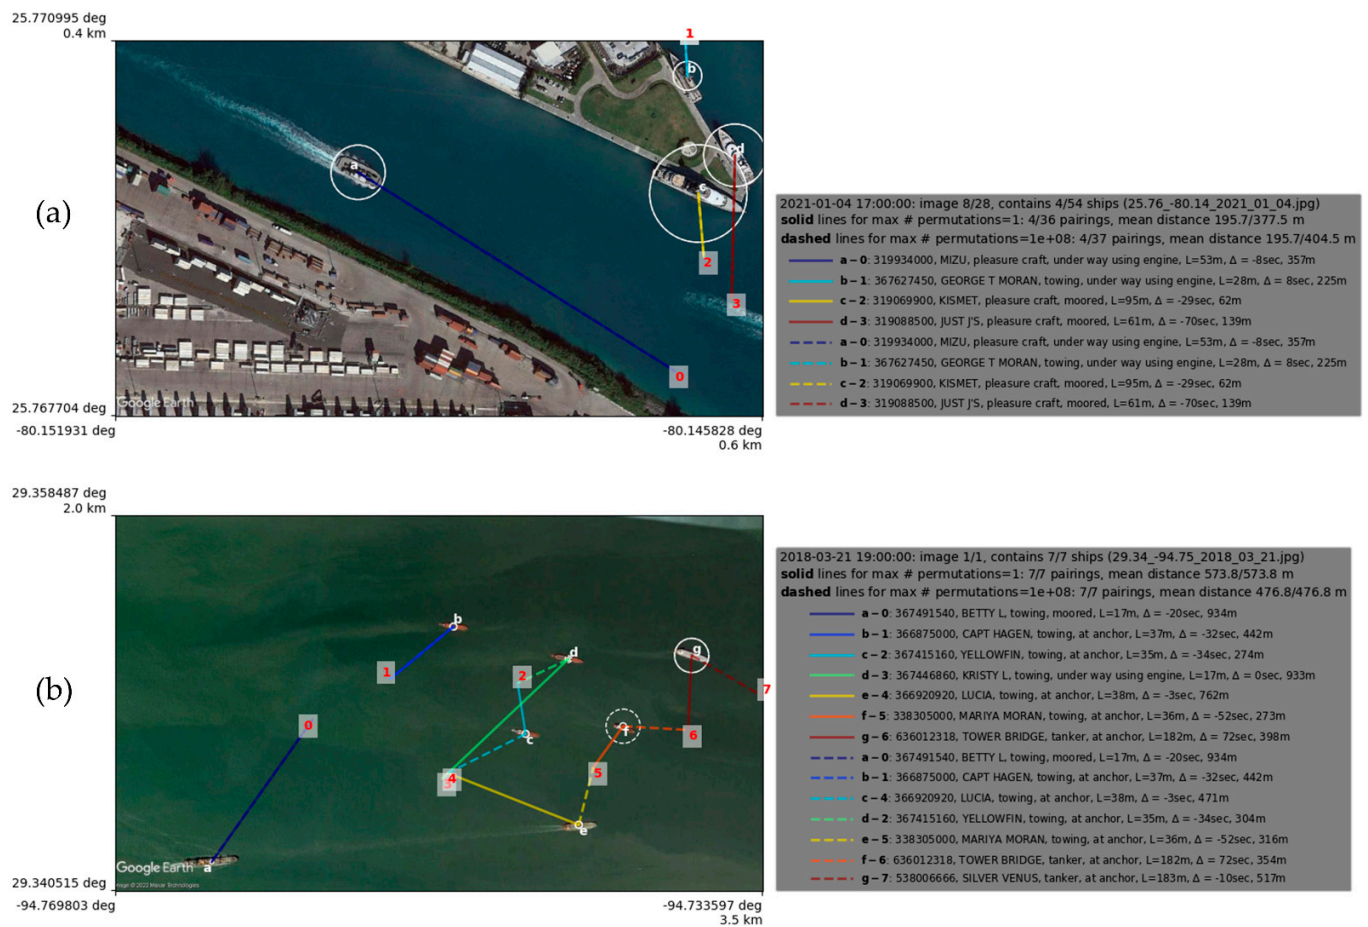 25.770995 deg
0.4 km
(a)
a
b
c
d
1
2
3
0
Google Earth
25.767704 deg
-80.151931 deg
-80.145828 deg
0.6 km
2021-01-04 17:00:00: image 8/28, contains 4/54 ships (25.76_-80.14_2021_01_04.jpg)
solid lines for max # permutations=1: 4/36 pairings, mean distance 195.7/377.5 m
dashed lines for max # permutations=1e+08: 4/37 pairings, mean distance 195.7/404.5 m
a−0: 319934000, MIZU, pleasure craft, under way using engine, L=53m, Δ = -8sec, 357m
b−1: 367627450, GEORGE T MORAN, towing, under way using engine, L=28m, Δ = 8sec, 225m
c−2: 319069900, KISMET, pleasure craft, moored, L=95m, Δ = -29sec, 62m
d−3: 319088500, JUST J'S, pleasure craft, moored, L=61m, Δ = -70sec, 139m
a−0: 319934000, MIZU, pleasure craft, under way using engine, L=53m, Δ = -8sec, 357m
b−1: 367627450, GEORGE T MORAN, towing, under way using engine, L=28m, Δ = 8sec, 225m
c−2: 319069900, KISMET, pleasure craft, moored, L=95m, Δ = -29sec, 62m
d−3: 319088500, JUST J'S, pleasure craft, moored, L=61m, Δ = -70sec, 139m
29.358487 deg
2.0 km
(b)
b
1
d
2
g
7
0
c
f
6
4
5
e
a
Google Earth
Image © 2022 Maxar Technologies
29.340515 deg
-94.769803 deg
-94.733597 deg
3.5 km
2018-03-21 19:00:00: image 1/1, contains 7/7 ships (29.34_-94.75_2018_03_21.jpg)
solid lines for max # permutations=1: 7/7 pairings, mean distance 573.8/573.8 m
dashed lines for max # permutations=1e+08: 7/7 pairings, mean distance 476.8/476.8 m
a−0: 367491540, BETTY L, towing, moored, L=17m, Δ = -20sec, 934m
b−1: 366875000, CAPT HAGEN, towing, at anchor, L=37m, Δ = -32sec, 442m
c−2: 367415160, YELLOWFIN, towing, at anchor, L=35m, Δ = -34sec, 274m
d−3: 367446860, KRISTY L, towing, under way using engine, L=17m, Δ = 0sec, 933m
e−4: 366920920, LUCIA, towing, at anchor, L=38m, Δ = -3sec, 762m
f−5: 338305000, MARIYA MORAN, towing, at anchor, L=36m, Δ = -52sec, 273m
g−6: 636012318, TOWER BRIDGE, tanker, at anchor, L=182m, Δ = 72sec, 398m
a−0: 367491540, BETTY L, towing, moored, L=17m, Δ = -20sec, 934m
b−1: 366875000, CAPT HAGEN, towing, at anchor, L=37m, Δ = -32sec, 442m
c−4: 366920920, LUCIA, towing, at anchor, L=38m, Δ = -3sec, 471m
d−2: 367415160, YELLOWFIN, towing, at anchor, L=35m, Δ = -34sec, 304m
e−5: 338305000, MARIYA MORAN, towing, at anchor, L=36m, Δ = -52sec, 316m
f−6: 636012318, TOWER BRIDGE, tanker, at anchor, L=182m, Δ = 72sec, 354m
g−7: 538006666, SILVER VENUS, tanker, at anchor, L=183m, Δ = -10sec, 517m